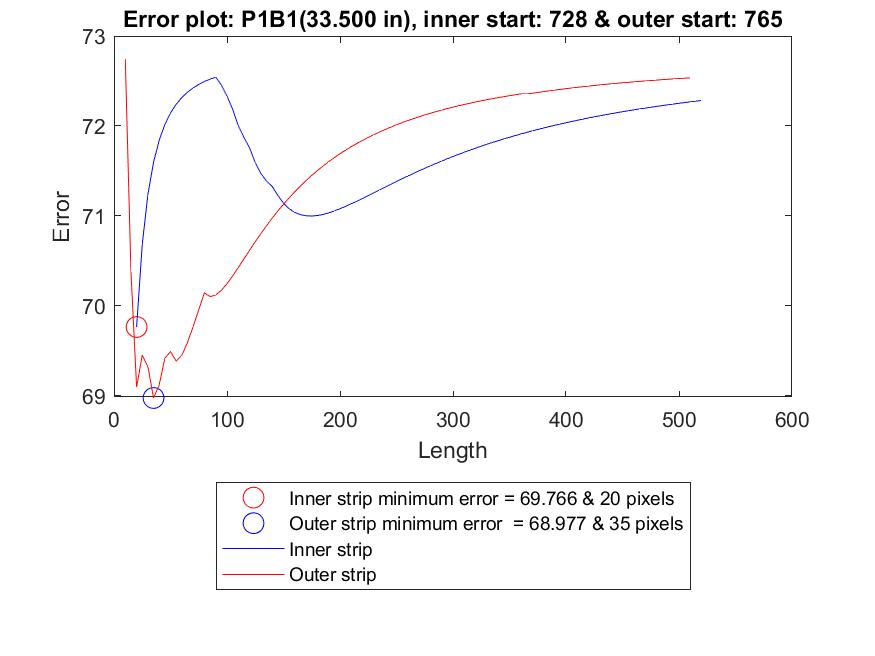 Error plot: P1B1(33.500 in), inner start: 728 & outer start: 765
73
72
71
70
69
Error
0 100 200 300 400 500 600
Length
Inner strip minimum error = 69.766 & 20 pixels
Outer strip minimum error  = 68.977 & 35 pixels
Inner strip
Outer strip